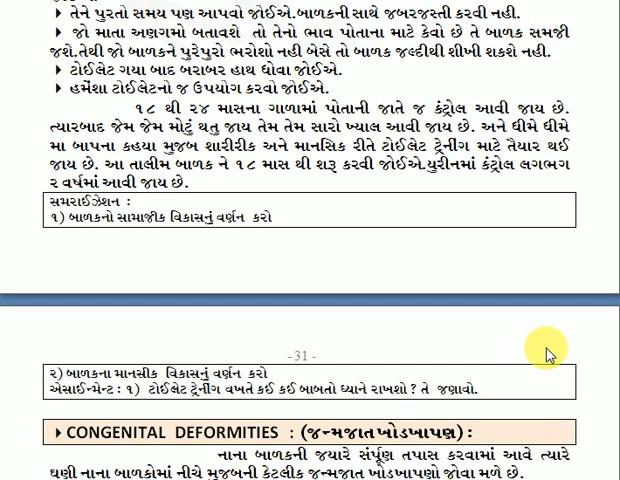 ▸ તેને પુરતો સમય પણ આપવો જોઈએ.બાળકની સાથે જબરજસ્તી કરવી નહી.
▸ જો માતા અણગમો બતાવશે તો તેનો ભાવ પોતાના માટે કેવો છે તે બાળક સમજી
જશે.તેથી જો બાળકને પુરેપુરો ભરોશો નહી બેસે તો બાળક જલ્દીથી શીખી શકશે નહી.
▸ ટોઈલેટ ગયા બાદ બરાબર હાથ ધોવા જોઈએ.
▸ હમેંશા ટોઈલેટનો જ ઉપયોગ કરવો જોઈએ.
૧૮ થી ૨૪ માસના ગાળામાં પોતાની જાતે જ કંટ્રોલ આવી જાય છે.
ત્યારબાદ જેમ જેમ મોટું થતુ જાય તેમ તેમ સારો ખ્યાલ આવી જાય છે. અને ધીમે ધીમે
મા બાપના કહયા મુજબ શારીરીક અને માનસિક રીતે ટોઈલેટ ટ્રેનીંગ માટે તૈયાર થઈ
જાય છે. આ તાલીમ બાળક ને ૧૮ માસ થી શરૂ કરવી જોઈએ.યુરીનમાં કંટ્રોલ લગભગ
૨ વર્ષમાં આવી જાય છે.
સમરાઈઝેશન :
૧) બાળકનો સામાજીક વિકાસનું વર્ણન કરો
-31-
૨) બાળકના માનસીક વિકાસનું વર્ણન કરો
એસાઈનમેન્ટ : ૧) ટોઈલેટ ટ્રેનીંગ વખતે કઈ કઈ બાબતો ધ્યાને રાખશો ? તે જણાવો.
▸ CONGENITAL DEFORMITIES : (જન્મજાતખોડખાપણ) :
નાના બાળકની જયારે સંર્પૂણ તપાસ કરવામાં આવે ત્યારે
ઘણી નાના બાળકોમાં નીચે મુજબની કેટલીક જન્મજાત ખોડખાપણો જોવા મળે છે.